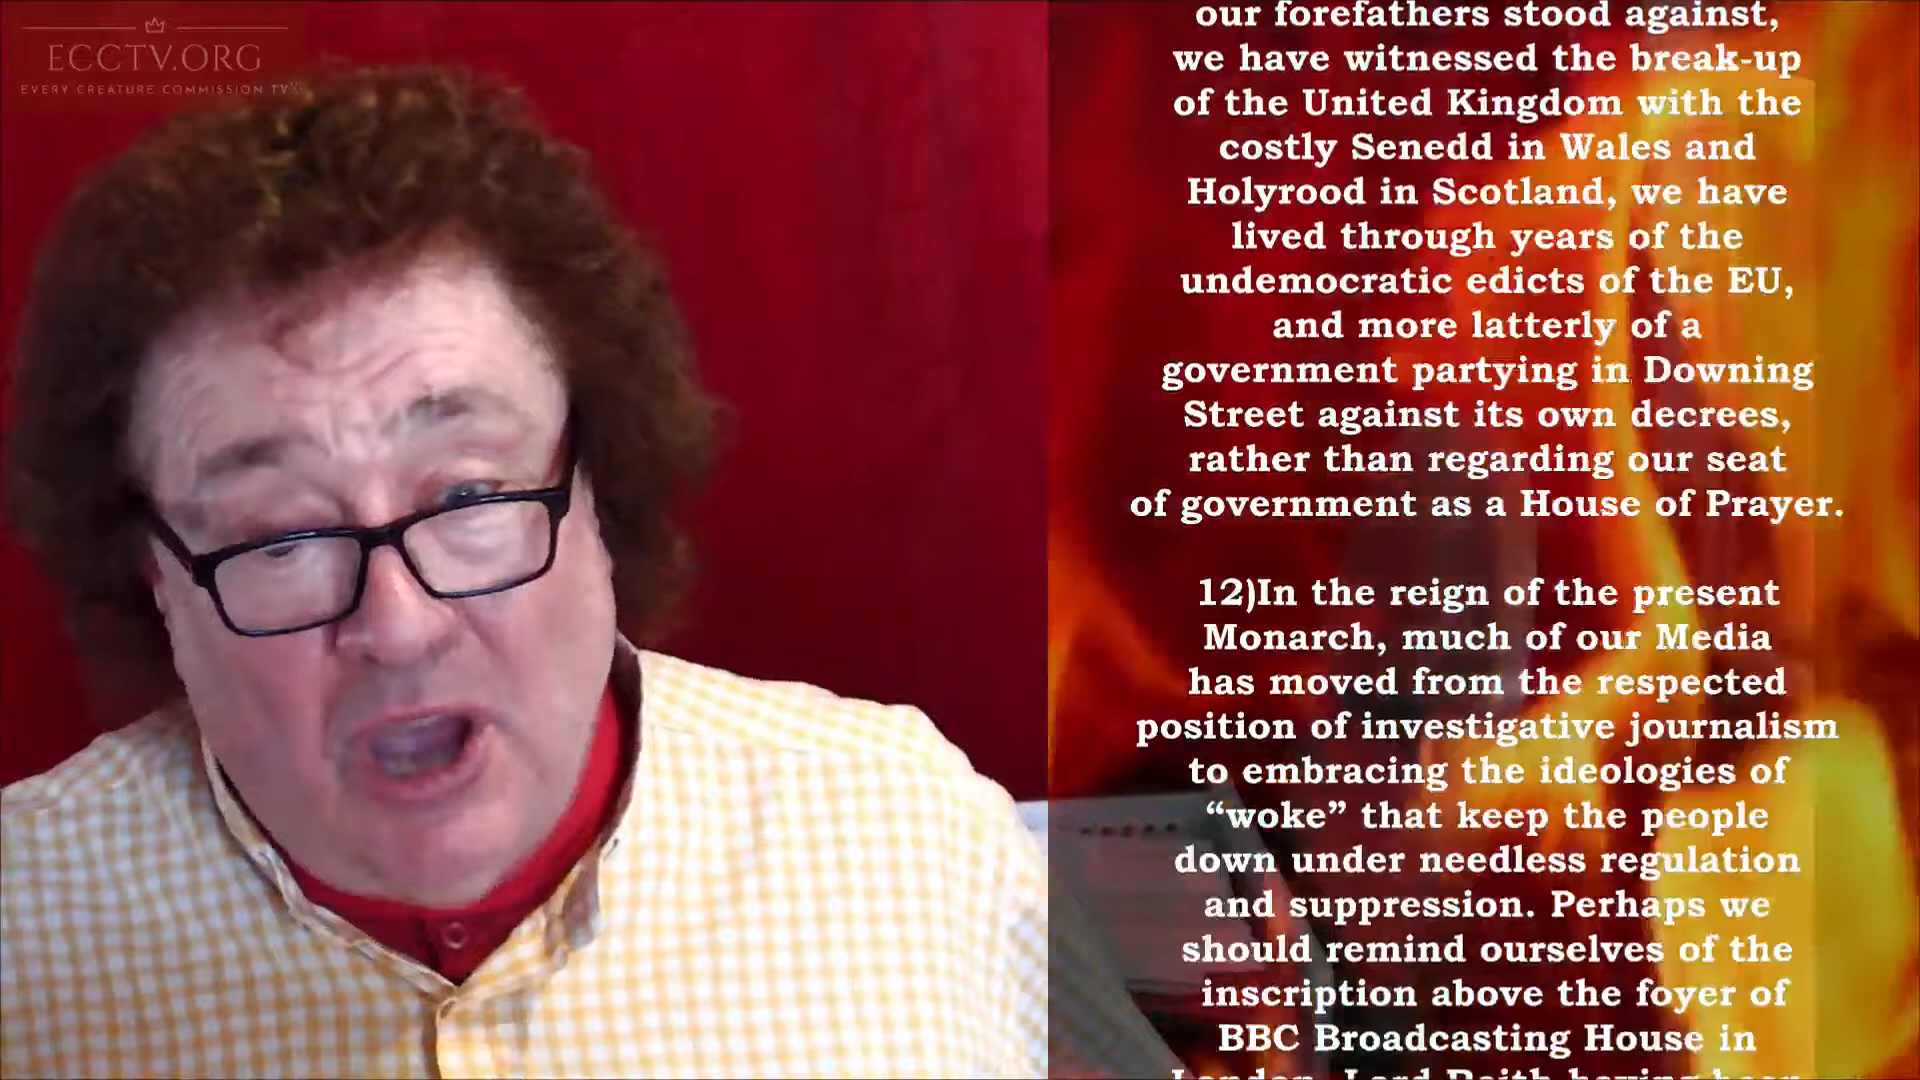 ECCTV.ORG
EVERY CREATURE COMMISSION TV
our forefathers stood against,
we have witnessed the break-up
of the United Kingdom with the
costly Senedd in Wales and
Holyrood in Scotland, we have
lived through years of the
undemocratic edicts of the EU,
and more latterly of a
government partying in Downing
Street against its own decrees,
rather than regarding our seat
of government as a House of Prayer.
12)In the reign of the present
Monarch, much of our Media
has moved from the respected
position of investigative journalism
to embracing the ideologies of
“woke” that keep the people
down under needless regulation
and suppression. Perhaps we
should remind ourselves of the
inscription above the foyer of
BBC Broadcasting House in
London, Lord Reith having been